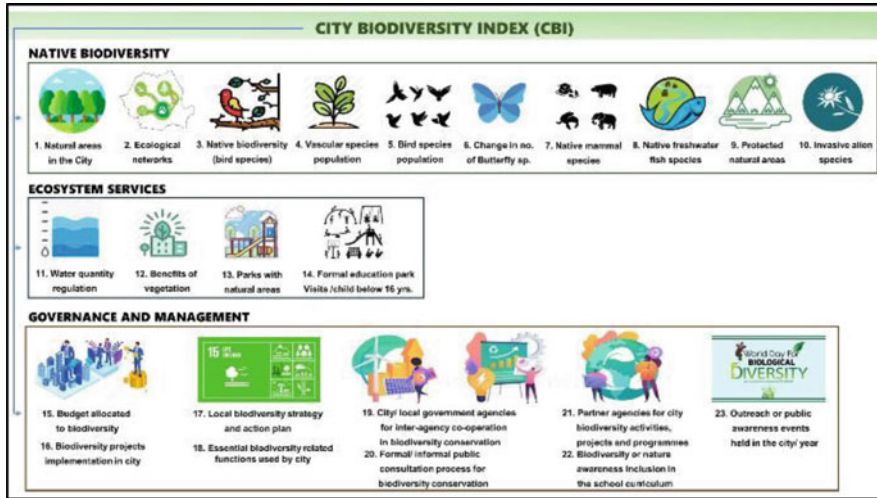 CITY BIODIVERSITY INDEX (CBI)
NATIVE BIODIVERSITY
1. Natural areas
in the City
2. Ecological
networks
3. Native biodiversity
(bird species)
4. Vascular species
population
5. Bird species
population
6. Change in no.
of Butterfly sp.
7. Native mammal
species
8. Native freshwater
fish species
9. Protected
natural areas
10. Invasive alien
species
ECOSYSTEM SERVICES
11. Water quantity
regulation
12. Benefits of
vegetation
13. Parks with
natural areas
14. Formal education park
Visits /child below 16 yrs.
GOVERNANCE AND MANAGEMENT
15. Budget allocated
to biodiversity
16. Biodiversity projects
implementation in city
15 LIFE
ON LAND
17. Local biodiversity strategy
and action plan
18. Essential biodiversity related
functions used by city
19. City/ local government agencies
for inter-agency co-operation
in biodiversity conservation
20. Formal/ informal public
consultation process for
biodiversity conservation
21. Partner agencies for city
biodiversity activities,
projects and programmes
22. Biodiversity or nature
awareness inclusion in
the school curriculum
World Day For
BIOLOGICAL
DIVERSITY
23. Outreach or public
awareness events
held in the city/ year